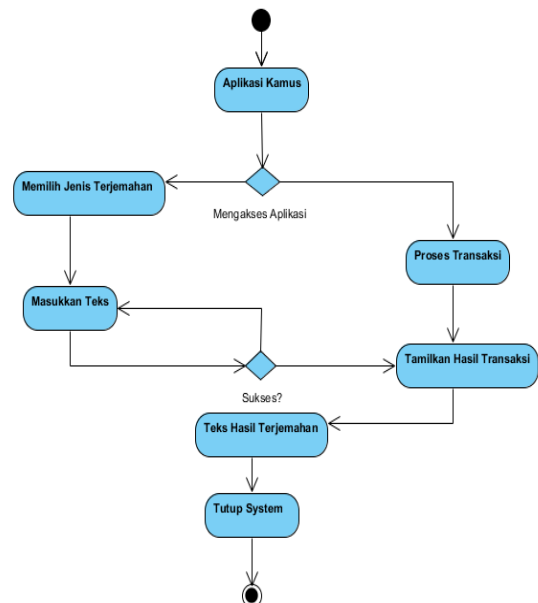 Aplikasi Kamus
Memilih Jenis Terjemahan
Mengakses Aplikasi
Proses Transaksi
Masukkan Teks
Tamilkan Hasil Transaksi
Sukses?
Teks Hasil Terjemahan
Tutup System